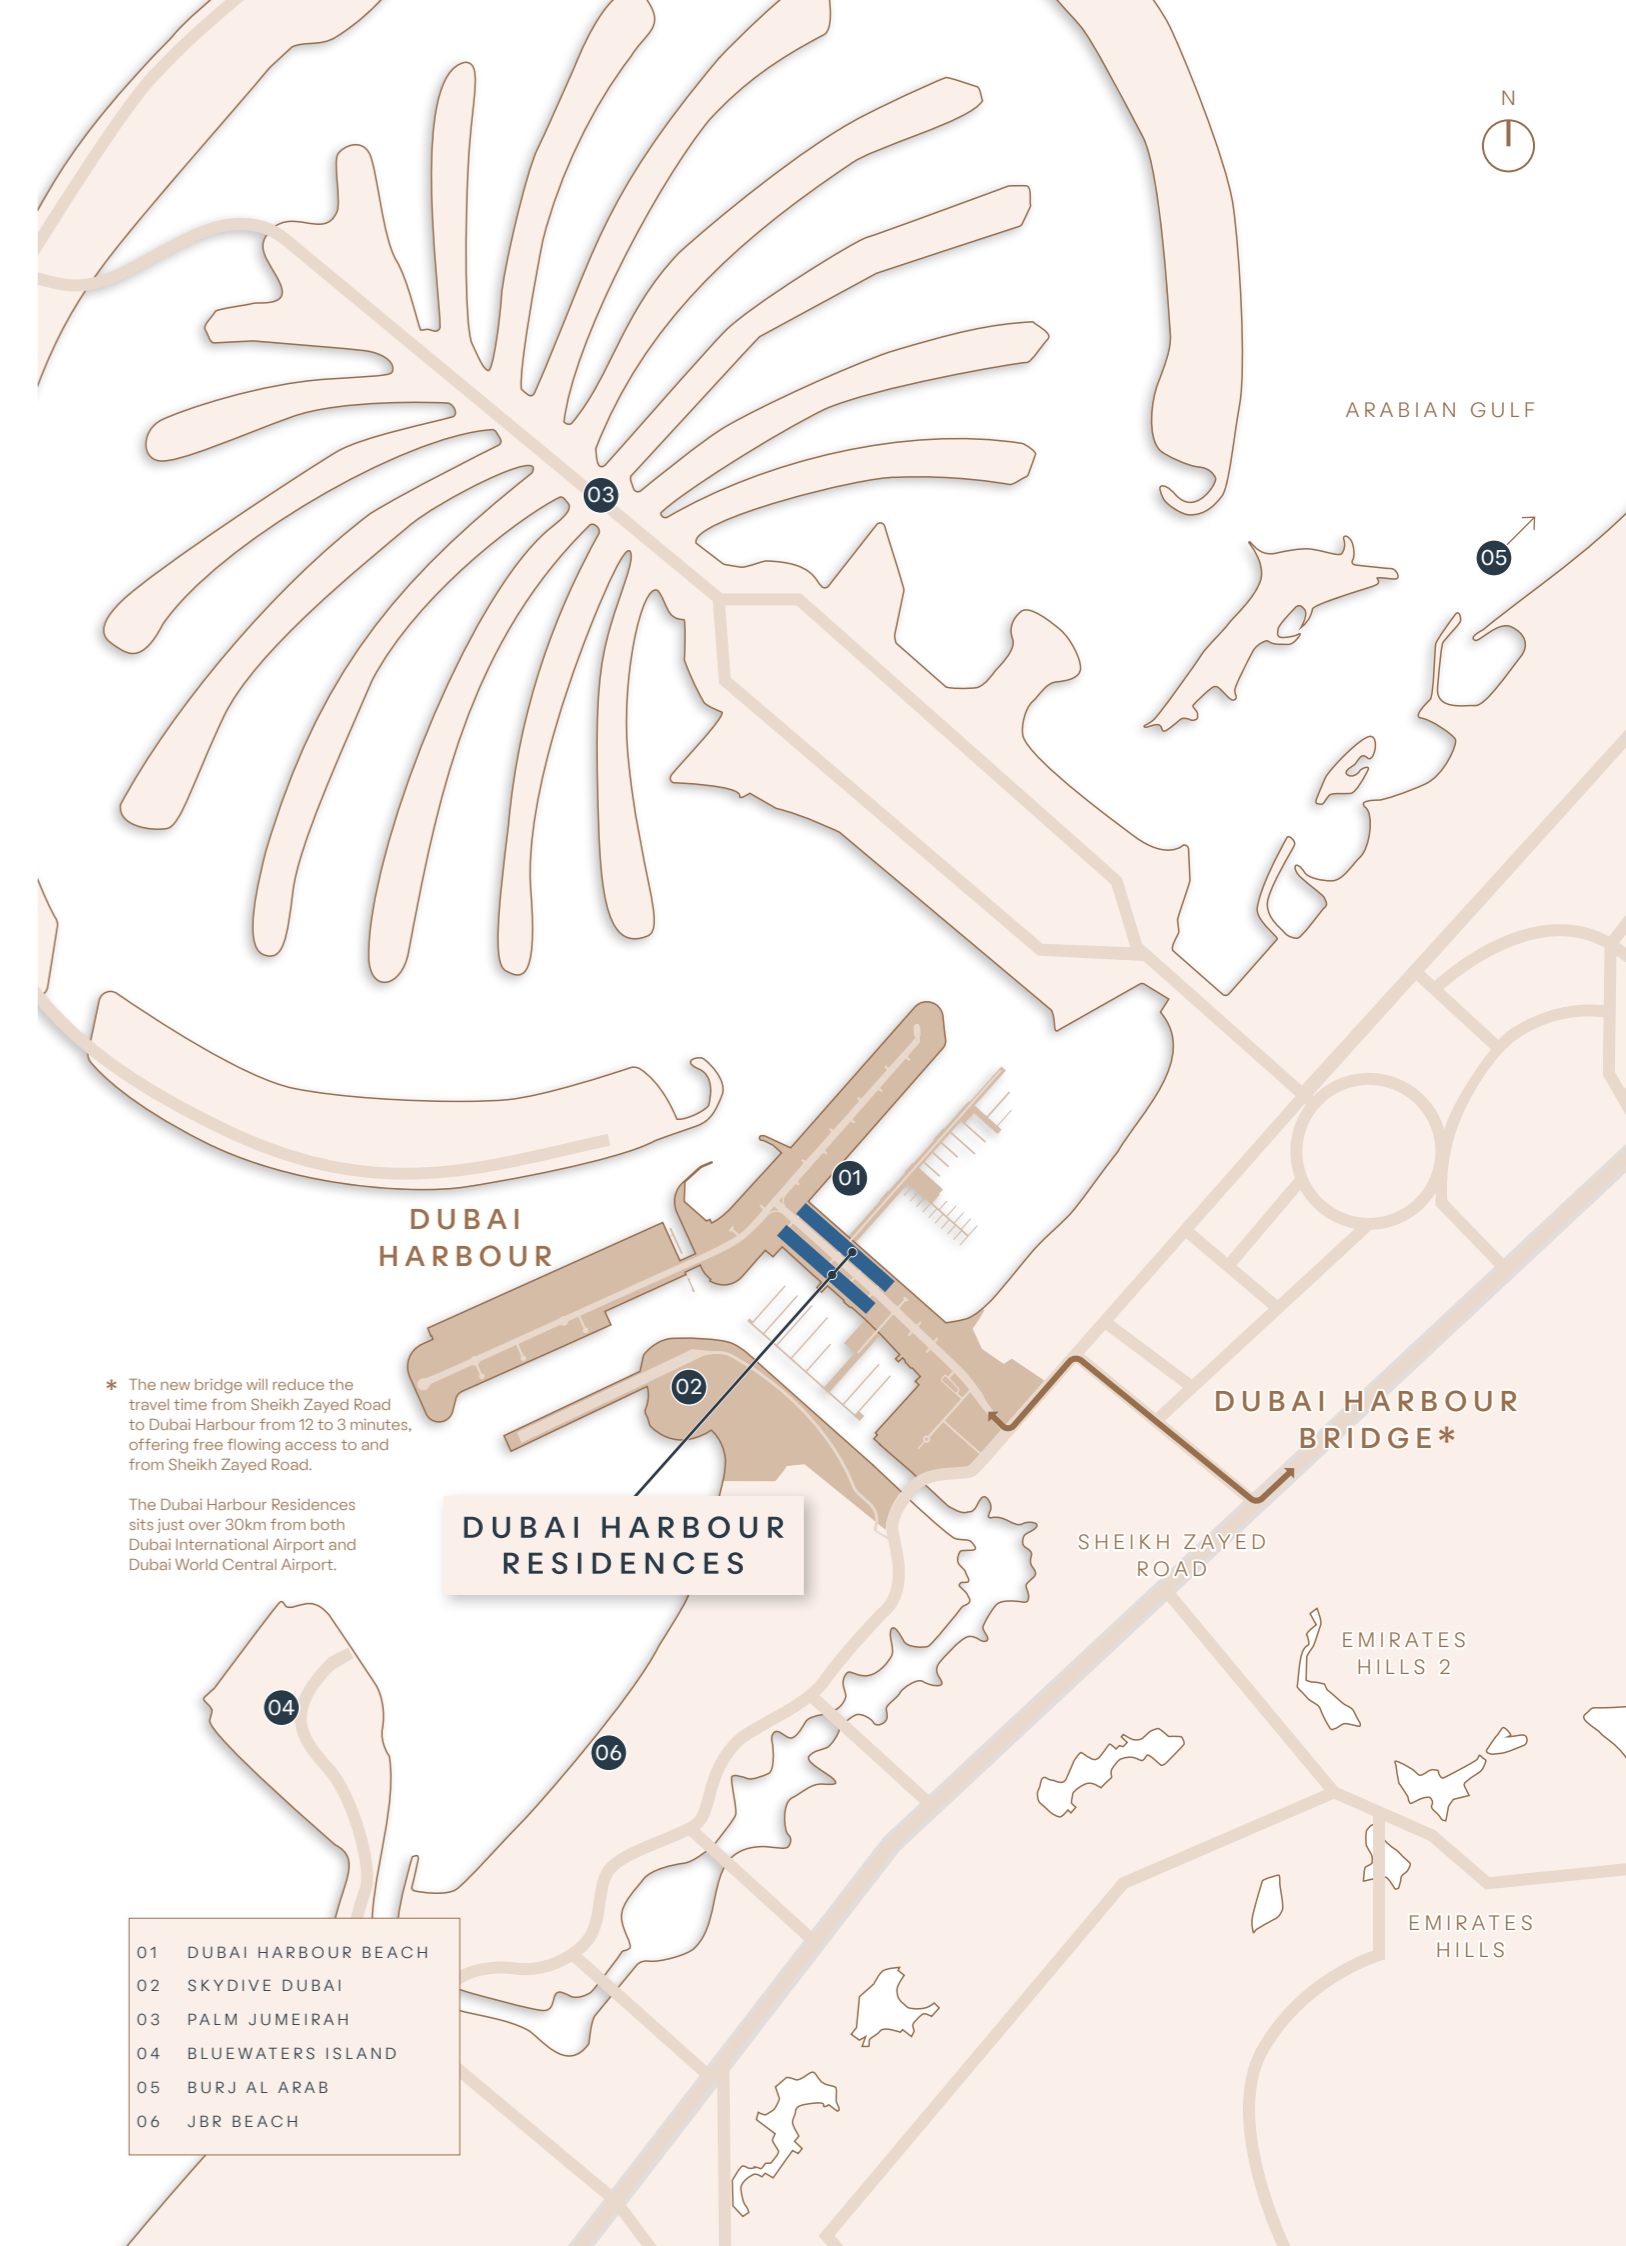 N
ARABIAN GULF
03
05
01
DUBAI
HARBOUR
02
* The new bridge will reduce the
travel time from Sheikh Zayed Road
to Dubai Harbour from 12 to 3 minutes,
offering free flowing access to and
from Sheikh Zayed Road.
The Dubai Harbour Residences
sits just over 30km from both
Dubai International Airport and
Dubai World Central Airport.
DUBAI HARBOUR
BRIDGE*
DUBAI HARBOUR
RESIDENCES
SHEIKH ZAYED
ROAD
EMIRATES
HILLS 2
04
06
EMIRATES
HILLS
01 DUBAI HARBOUR BEACH
02 SKYDIVE DUBAI
03 PALM JUMEIRAH
04 BLUEWATERS ISLAND
05 BURJ AL ARAB
06 JBR BEACH